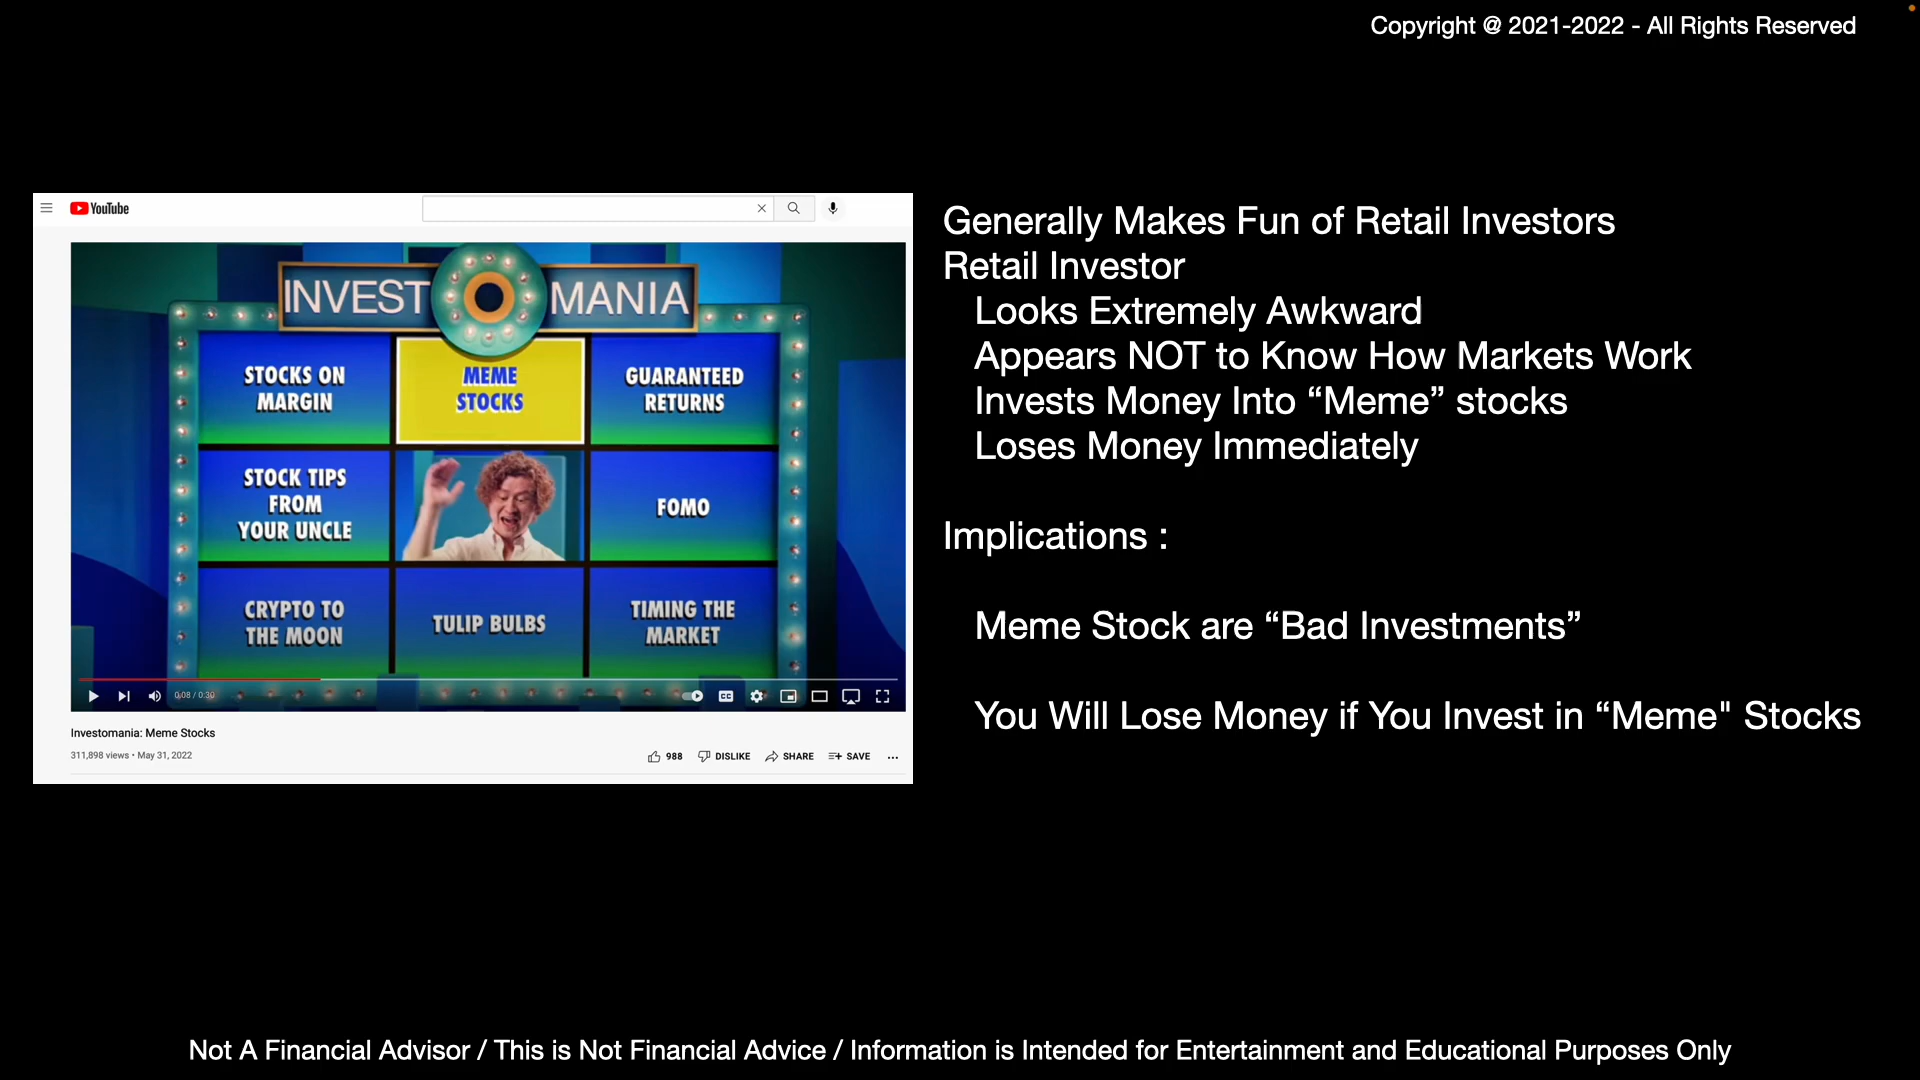 Copyright @ 2021-2022 - All Rights Reserved
YouTube
INVEST MANIA
STOCKS ON
MARGIN
MEME
STOCKS
GUARANTEED
RETURNS
STOCK TIPS
FROM
YOUR UNCLE
FOMO
CRYPTO TO
THE MOON
TULIP BULBS
TIMING THE
MARKET
0:08 / 0:30
CC
Investomania: Meme Stocks
311,898 views • May 31, 2022
988 DISLIKE SHARE SAVE ...
Generally Makes Fun of Retail Investors
Retail Investor
Looks Extremely Awkward
Appears NOT to Know How Markets Work
Invests Money Into “Meme” stocks
Loses Money Immediately
Implications :
Meme Stock are “Bad Investments”
You Will Lose Money if You Invest in “Meme" Stocks
Not A Financial Advisor / This is Not Financial Advice / Information is Intended for Entertainment and Educational Purposes Only